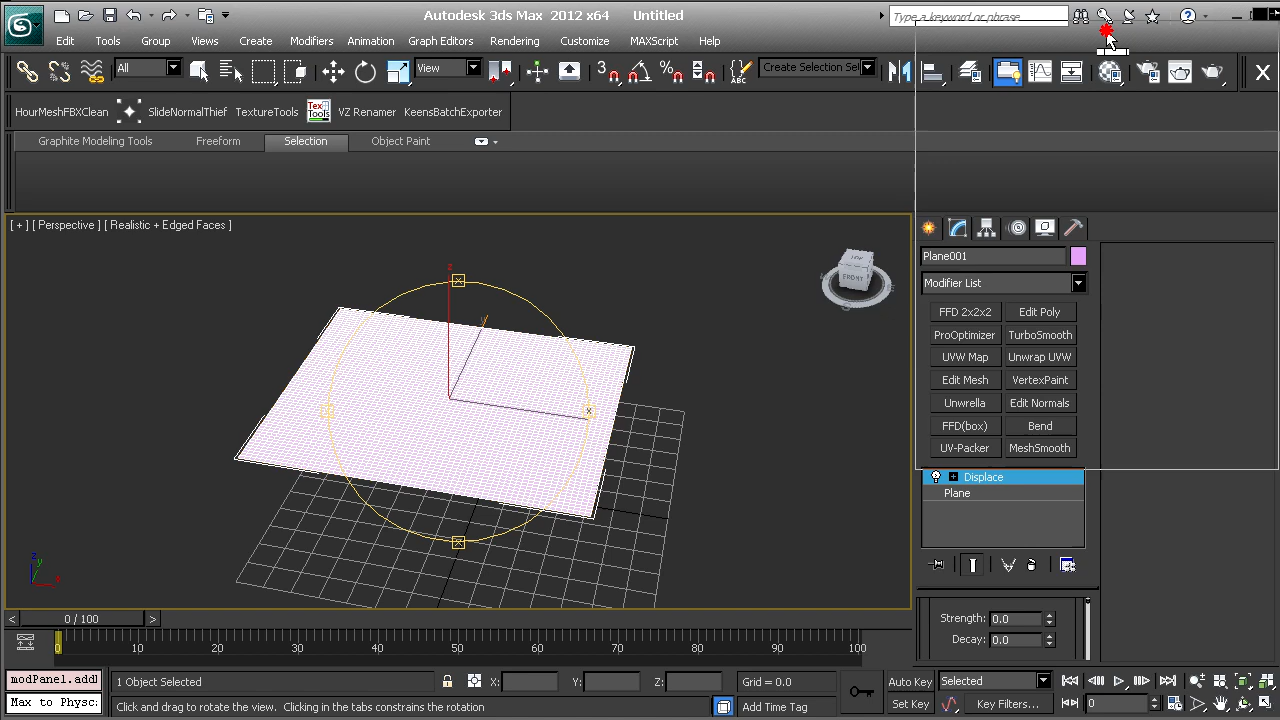 Autodesk 3ds Max 2012 x64 Untitled
Type a keyword or phrase
Edit Tools Group Views Create Modifiers Animation Graph Editors Rendering Customize MAXScript Help
All View Create Selection Sel
HourMeshFBXClean SlideNormalThief TextureTools Tex Tools VZ Renamer KeensBatchExporter
Graphite Modeling Tools Freeform Selection Object Paint
[ + ] [ Perspective ] [ Realistic + Edged Faces ]
Plane001
Modifier List
FFD 2x2x2 Edit Poly
ProOptimizer TurboSmooth
UVW Map Unwrap UVW
Edit Mesh VertexPaint
Unwrella Edit Normals
FFD(box) Bend
UV-Packer MeshSmooth
Displace
Plane
TOP
FRONT
z
y
x
x
z
y
x
Strength: 0.0
Decay: 0.0
< 0 / 100 >
0 10 20 30 40 50 60 70 80 90 100
modPanel.addI 1 Object Selected X: Y: Z: Grid = 0.0 Auto Key Selected
Max to Physc: Click and drag to rotate the view. Clicking in the tabs constrains the rotation Add Time Tag Set Key Key Filters... 0